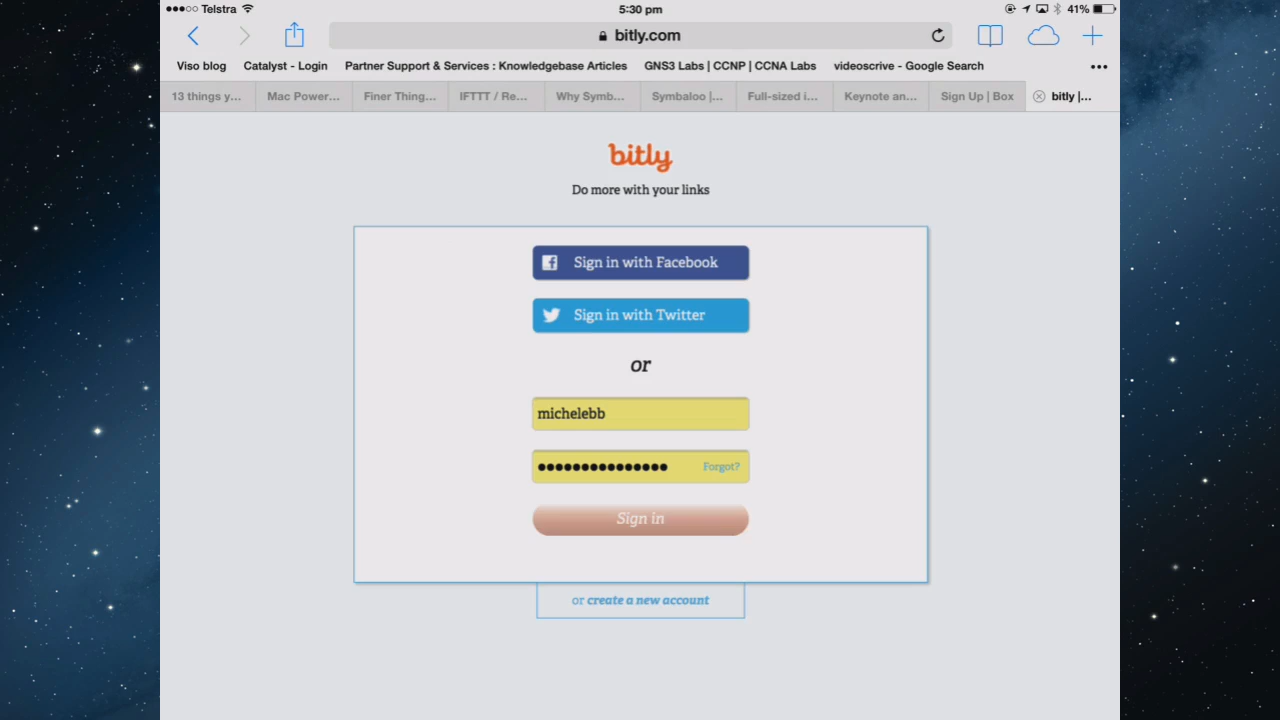 Telstra 5:30 pm 41%
bitly.com
Viso blog Catalyst - Login Partner Support & Services : Knowledgebase Articles GNS3 Labs | CCNP | CCNA Labs videoscrive - Google Search •••
13 things y... Mac Power... Finer Thing... IFTTT / Re... Why Symb... Symbaloo |... Full-sized i... Keynote an... Sign Up | Box bitly |...
bitly
Do more with your links
Sign in with Facebook
Sign in with Twitter
or
michelebb
●●●●●●●●●●●●●●● Forgot?
Sign in
or create a new account